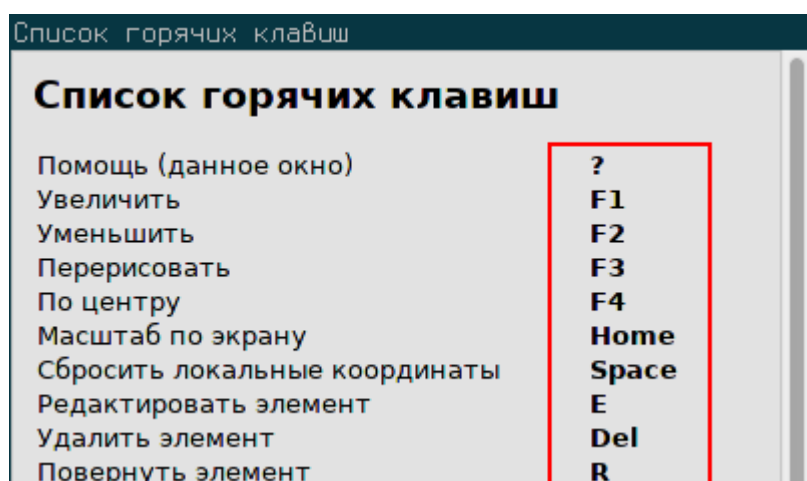 Список горячих клавиш
Список горячих клавиш
Помощь (данное окно) ?
Увеличить F1
Уменьшить F2
Перерисовать F3
По центру F4
Масштаб по экрану Home
Сбросить локальные координаты Space
Редактировать элемент E
Удалить элемент Del
Повернуть элемент R